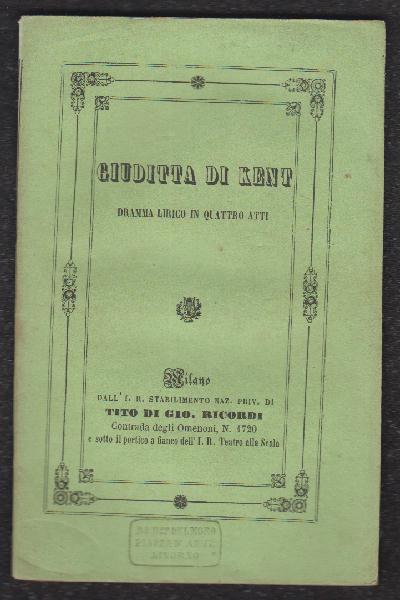 GIUDITTA DI KENT
DRAMMA LIRICO IN QUATTRO ATTI
Milano
DALL' I. R. STABILIMENTO NAZ. PRIV. DI
TITO DI GIO. RICORDI
Contrada degli Omenoni, N. 1720
e sotto il portico a fianco dell' I. R. Teatro alla Scala
LIVORNO